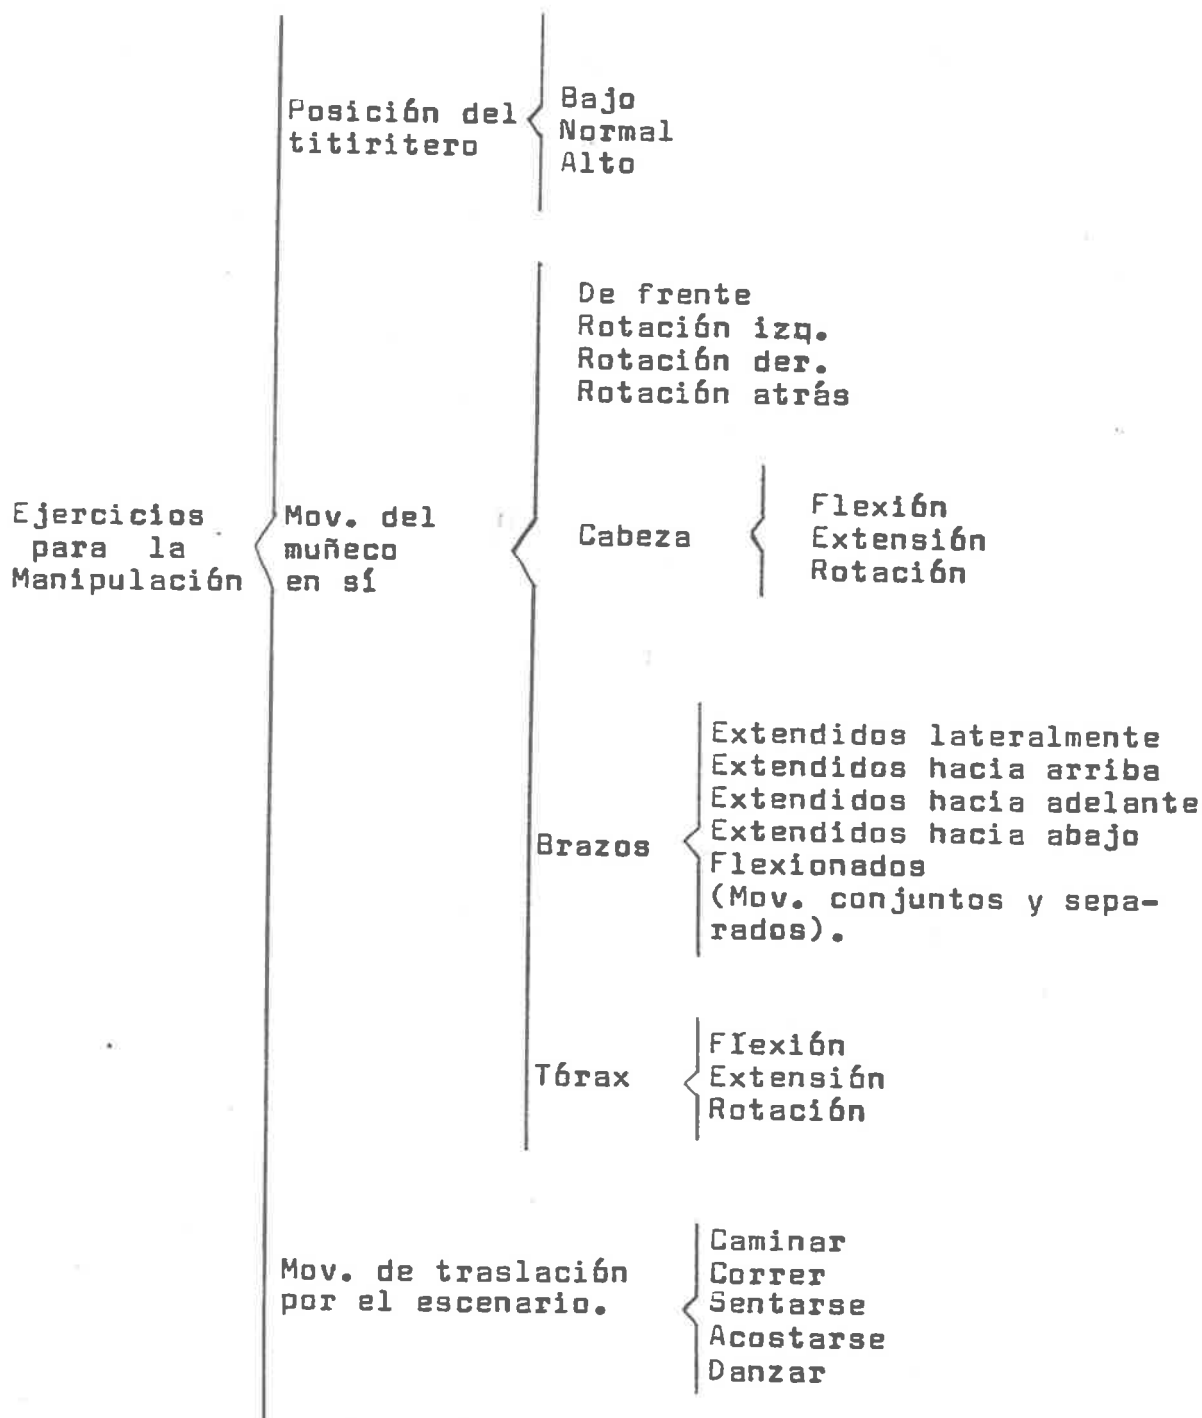 Posición del
titiritero
Bajo
Normal
Alto
De frente
Rotación izq.
Rotación der.
Rotación atrás
Ejercicios
para la
Manipulación
Mov. del
muñeco
en sí
Cabeza
Flexión
Extensión
Rotación
Brazos
Extendidos lateralmente
Extendidos hacia arriba
Extendidos hacia adelante
Extendidos hacia abajo
Flexionados
(Mov. conjuntos y sepa-
rados).
Tórax
Flexión
Extensión
Rotación
Mov. de traslación
por el escenario.
Caminar
Correr
Sentarse
Acostarse
Danzar